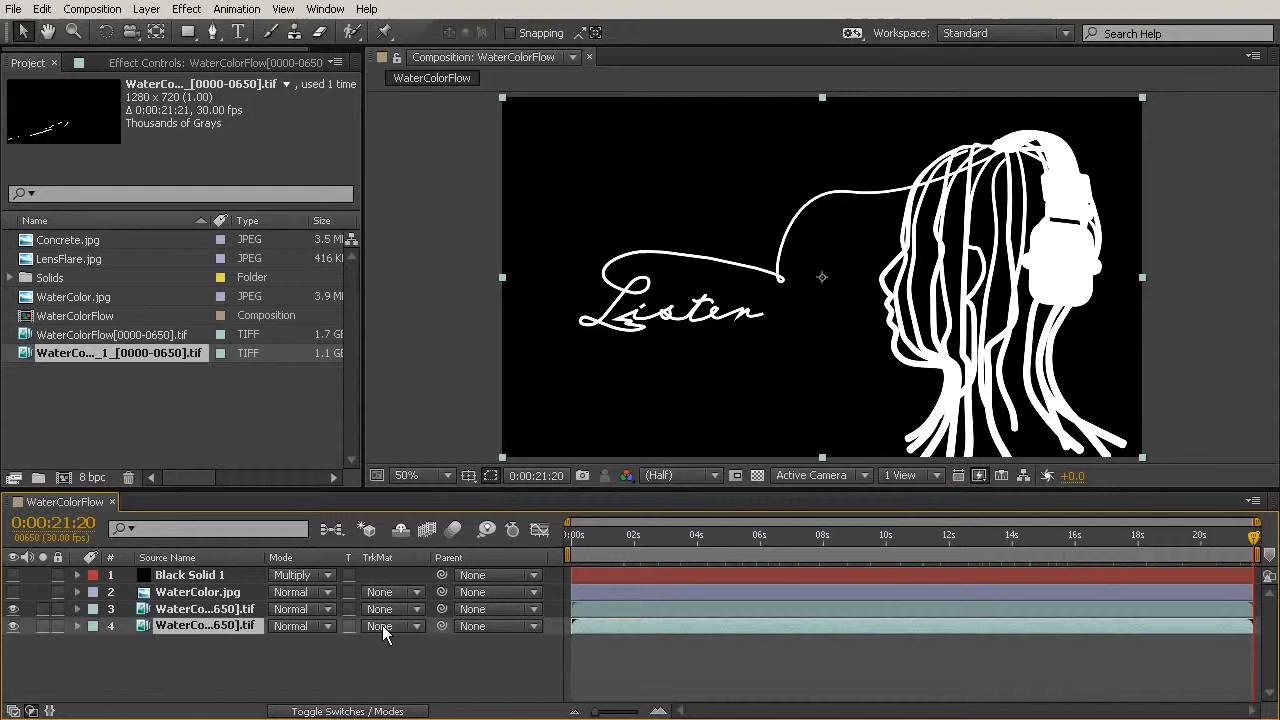 File Edit Composition Layer Effect Animation View Window Help
Snapping Workspace: Standard Search Help
Project Effect Controls: WaterColorFlow[0000-0650 Composition: WaterColorFlow
WaterColorFlow
WaterCo..._[0000-0650].tif , used 1 time
1280 x 720 (1.00)
Δ 0:00:21:21, 30.00 fps
Thousands of Grays
Name Type Size
Concrete.jpg JPEG 3.5 M
LensFlare.jpg JPEG 416 K
Solids Folder
WaterColor.jpg JPEG 3.9 M
WaterColorFlow Composition
WaterColorFlow[0000-0650].tif TIFF 1.7 G
WaterCo..._1_[0000-0650].tif TIFF 1.1 G
Listen
8 bpc 50% 0:00:21:20 (Half) Active Camera 1 View +0.0
WaterColorFlow
0:00:21:20
00650 (30.00 fps)
:00s 02s 04s 06s 08s 10s 12s 14s 16s 18s 20s
# Source Name Mode T TrkMat Parent
1 Black Solid 1 Multiply None
2 WaterColor.jpg Normal None None
3 WaterCo...650].tif Normal None None
4 WaterCo...650].tif Normal None None
Toggle Switches / Modes